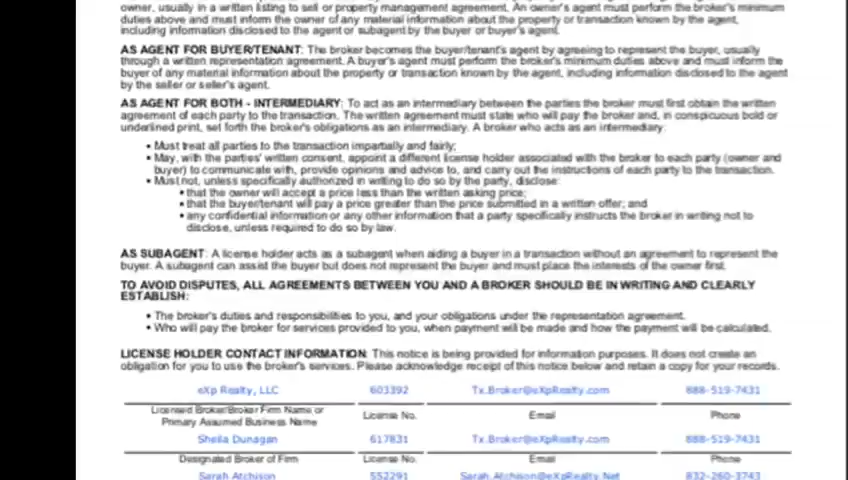 owner, usually in a written listing to sell or property management agreement. An owner's agent must perform the broker's minimum
duties above and must inform the owner of any material information about the property or transaction known by the agent,
including information disclosed to the agent or subagent by the buyer or buyer's agent.
AS AGENT FOR BUYER/TENANT: The broker becomes the buyer/tenant's agent by agreeing to represent the buyer, usually
through a written representation agreement. A buyer's agent must perform the broker's minimum duties above and must inform the
buyer of any material information about the property or transaction known by the agent, including information disclosed to the agent
by the seller or seller's agent.
AS AGENT FOR BOTH - INTERMEDIARY: To act as an intermediary between the parties the broker must first obtain the written
agreement of each party to the transaction. The written agreement must state who will pay the broker and, in conspicuous bold or
underlined print, set forth the broker's obligations as an intermediary. A broker who acts as an intermediary:
• Must treat all parties to the transaction impartially and fairly;
• May, with the parties' written consent, appoint a different license holder associated with the broker to each party (owner and
buyer) to communicate with, provide opinions and advice to, and carry out the instructions of each party to the transaction.
• Must not, unless specifically authorized in writing to do so by the party, disclose:
• that the owner will accept a price less than the written asking price;
• that the buyer/tenant will pay a price greater than the price submitted in a written offer; and
• any confidential information or any other information that a party specifically instructs the broker in writing not to
disclose, unless required to do so by law.
AS SUBAGENT: A license holder acts as a subagent when aiding a buyer in a transaction without an agreement to represent the
buyer. A subagent can assist the buyer but does not represent the buyer and must place the interests of the owner first.
TO AVOID DISPUTES, ALL AGREEMENTS BETWEEN YOU AND A BROKER SHOULD BE IN WRITING AND CLEARLY
ESTABLISH:
• The broker's duties and responsibilities to you, and your obligations under the representation agreement.
• Who will pay the broker for services provided to you, when payment will be made and how the payment will be calculated.
LICENSE HOLDER CONTACT INFORMATION: This notice is being provided for information purposes. It does not create an
obligation for you to use the broker's services. Please acknowledge receipt of this notice below and retain a copy for your records.
eXp Realty, LLC 603392 Tx.Broker@eXpRealty.com 888-519-7431
Licensed Broker/Broker Firm Name or License No. Email Phone
Primary Assumed Business Name
Sheila Dunagan 617831 Tx.Broker@eXpRealty.com 888-519-7431
Designated Broker of Firm License No. Email Phone
Sarah Atchison 552291 Sarah.Atchison@eXpRealty.Net 832-260-3743